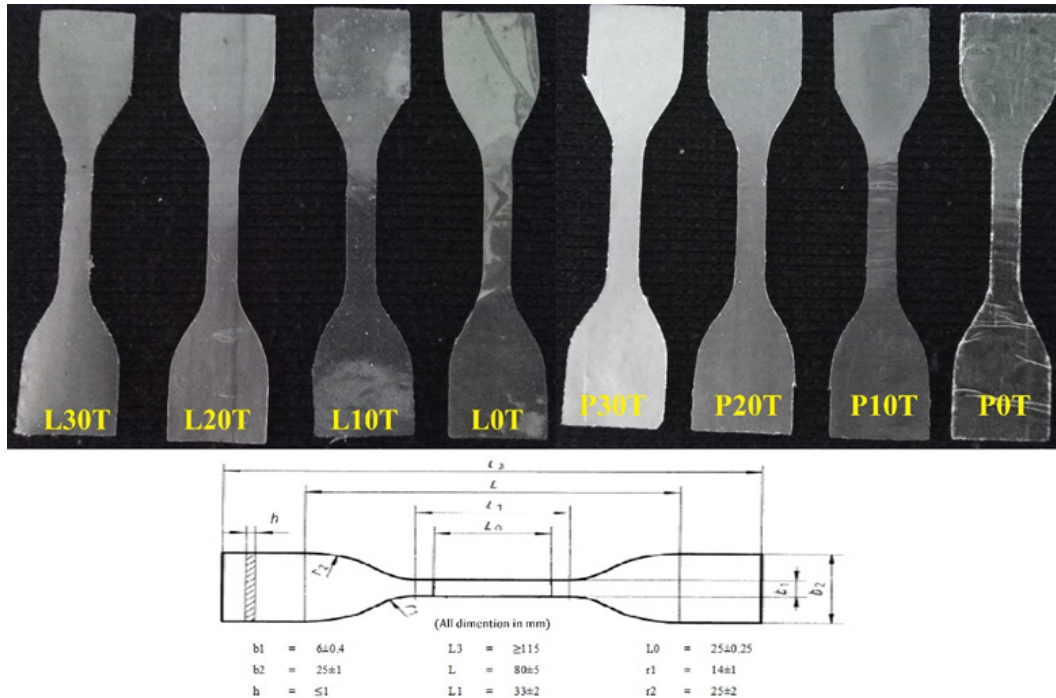 L30T L20T L10T L0T P30T P20T P10T P0T
L3
L
L1
h L0
r2 b1 b2
r1
(All dimention in mm)
b1 = 6±0.4 L3 = ≥115 L0 = 25±0.25
b2 = 25±1 L = 80±5 r1 = 14±1
h = ≤1 L1 = 33±2 r2 = 25±2